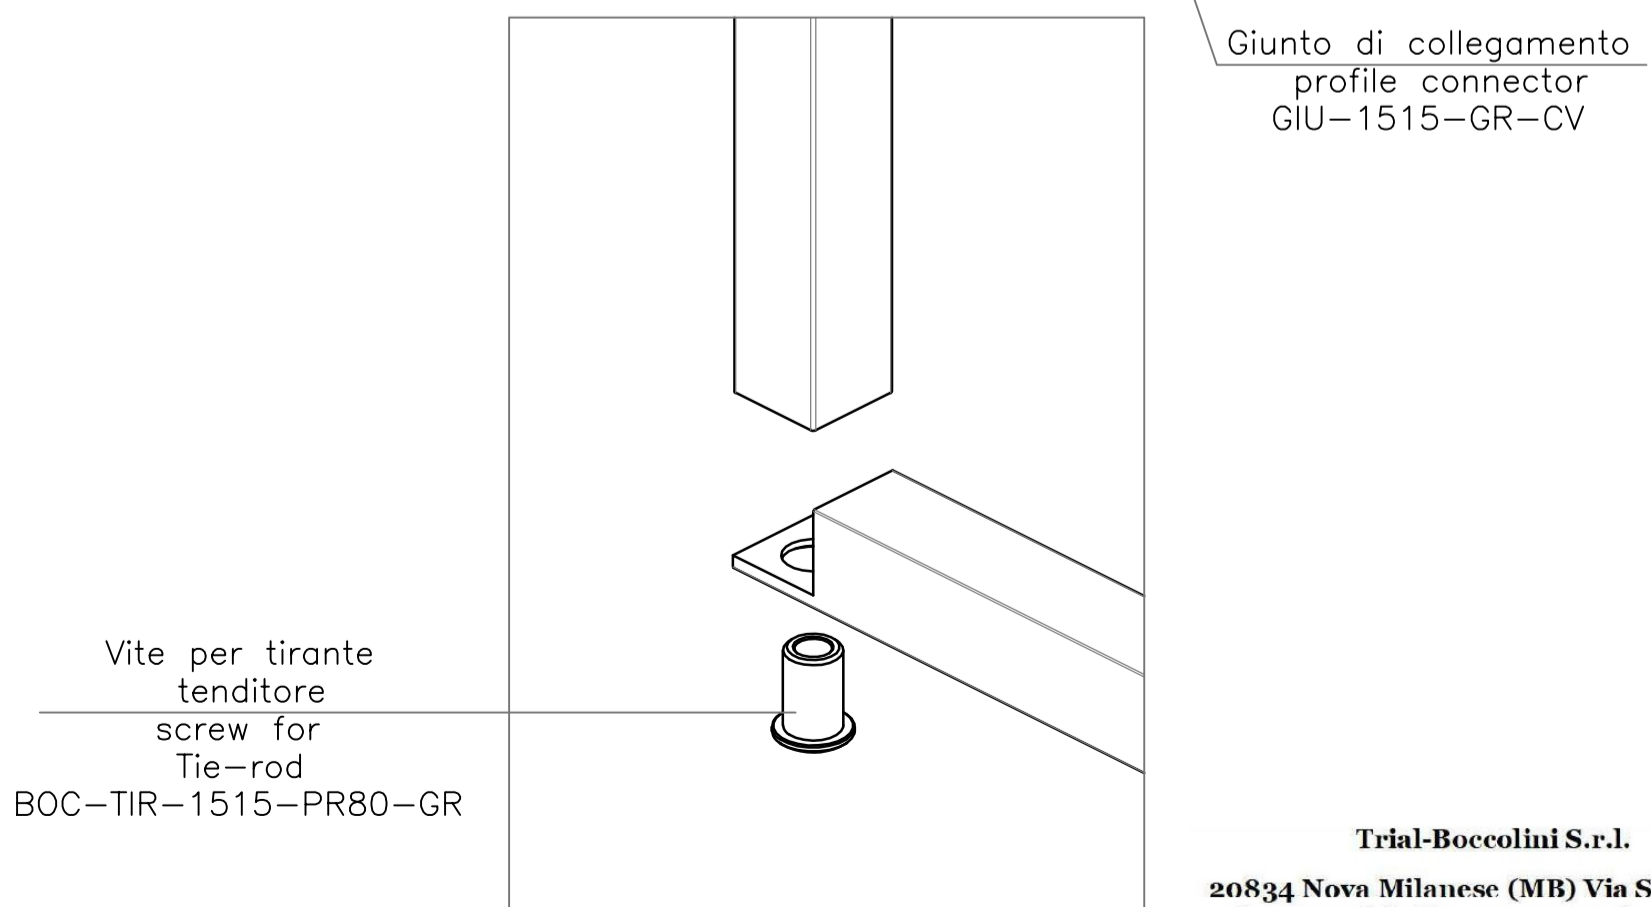 Giunto di collegamento
profile connector
GIU-1515-GR-CV
Vite per tirante
tenditore
screw for
Tie-rod
BOC-TIR-1515-PR80-GR
Trial-Boccolini S.r.l.
20834 Nova Milanese (MB) Via S